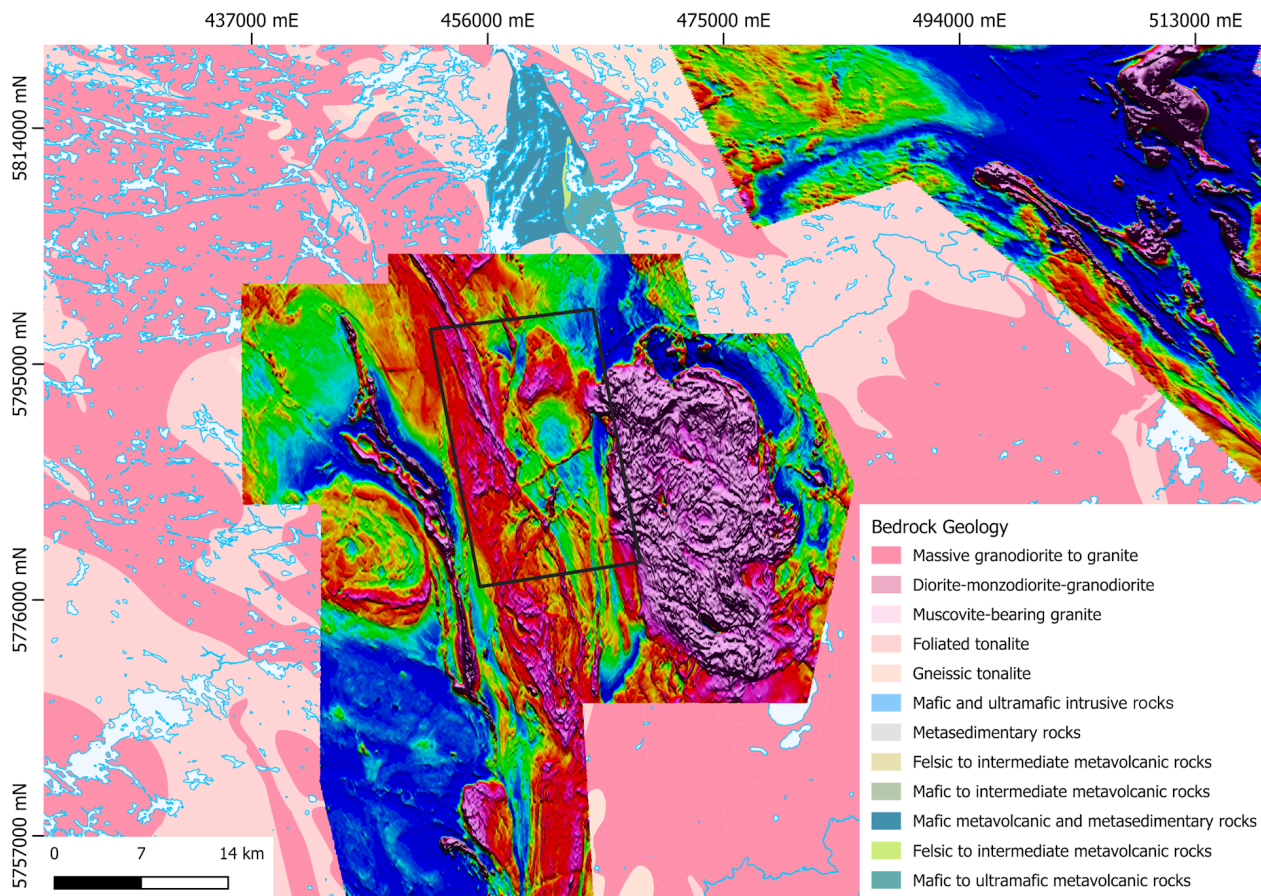 437000 mE 456000 mE 475000 mE 494000 mE 513000 mE
5814000 mN
5795000 mN
5776000 mN
5757000 mN
Bedrock Geology
Massive granodiorite to granite
Diorite-monzodiorite-granodiorite
Muscovite-bearing granite
Foliated tonalite
Gneissic tonalite
Mafic and ultramafic intrusive rocks
Metasedimentary rocks
Felsic to intermediate metavolcanic rocks
Mafic to intermediate metavolcanic rocks
Mafic metavolcanic and metasedimentary rocks
Felsic to intermediate metavolcanic rocks
Mafic to ultramafic metavolcanic rocks
0 7 14 km